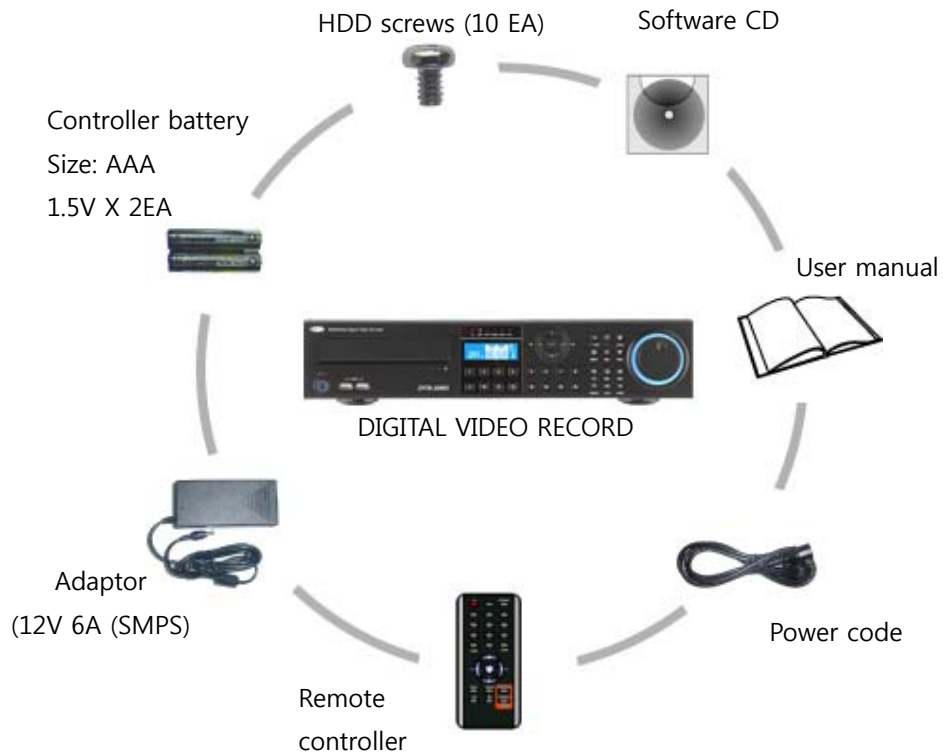 HDD screws (10 EA)
Software CD
Controller battery
Size: AAA
1.5V X 2EA
User manual
DIGITAL VIDEO RECORD
Adaptor
(12V 6A (SMPS)
Power code
Remote
controller